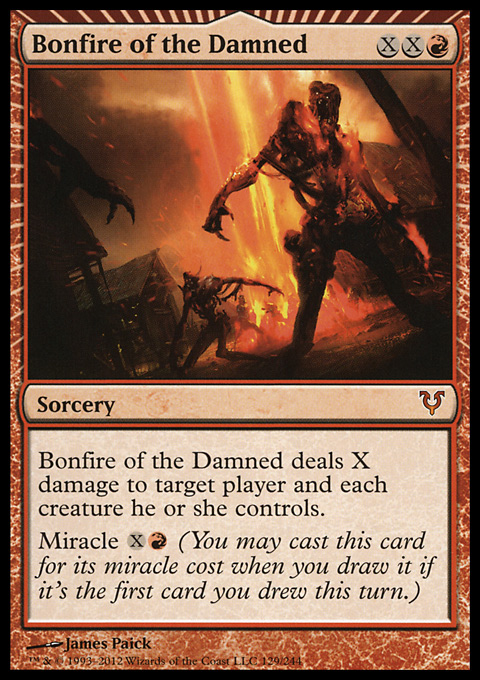 Bonfire of the Damned X X
Sorcery
Bonfire of the Damned deals X
damage to target player and each
creature he or she controls.
Miracle X (You may cast this card
for its miracle cost when you draw it if
it's the first card you drew this turn.)
James Paick
™ & © 1993-2012 Wizards of the Coast LLC 129/244